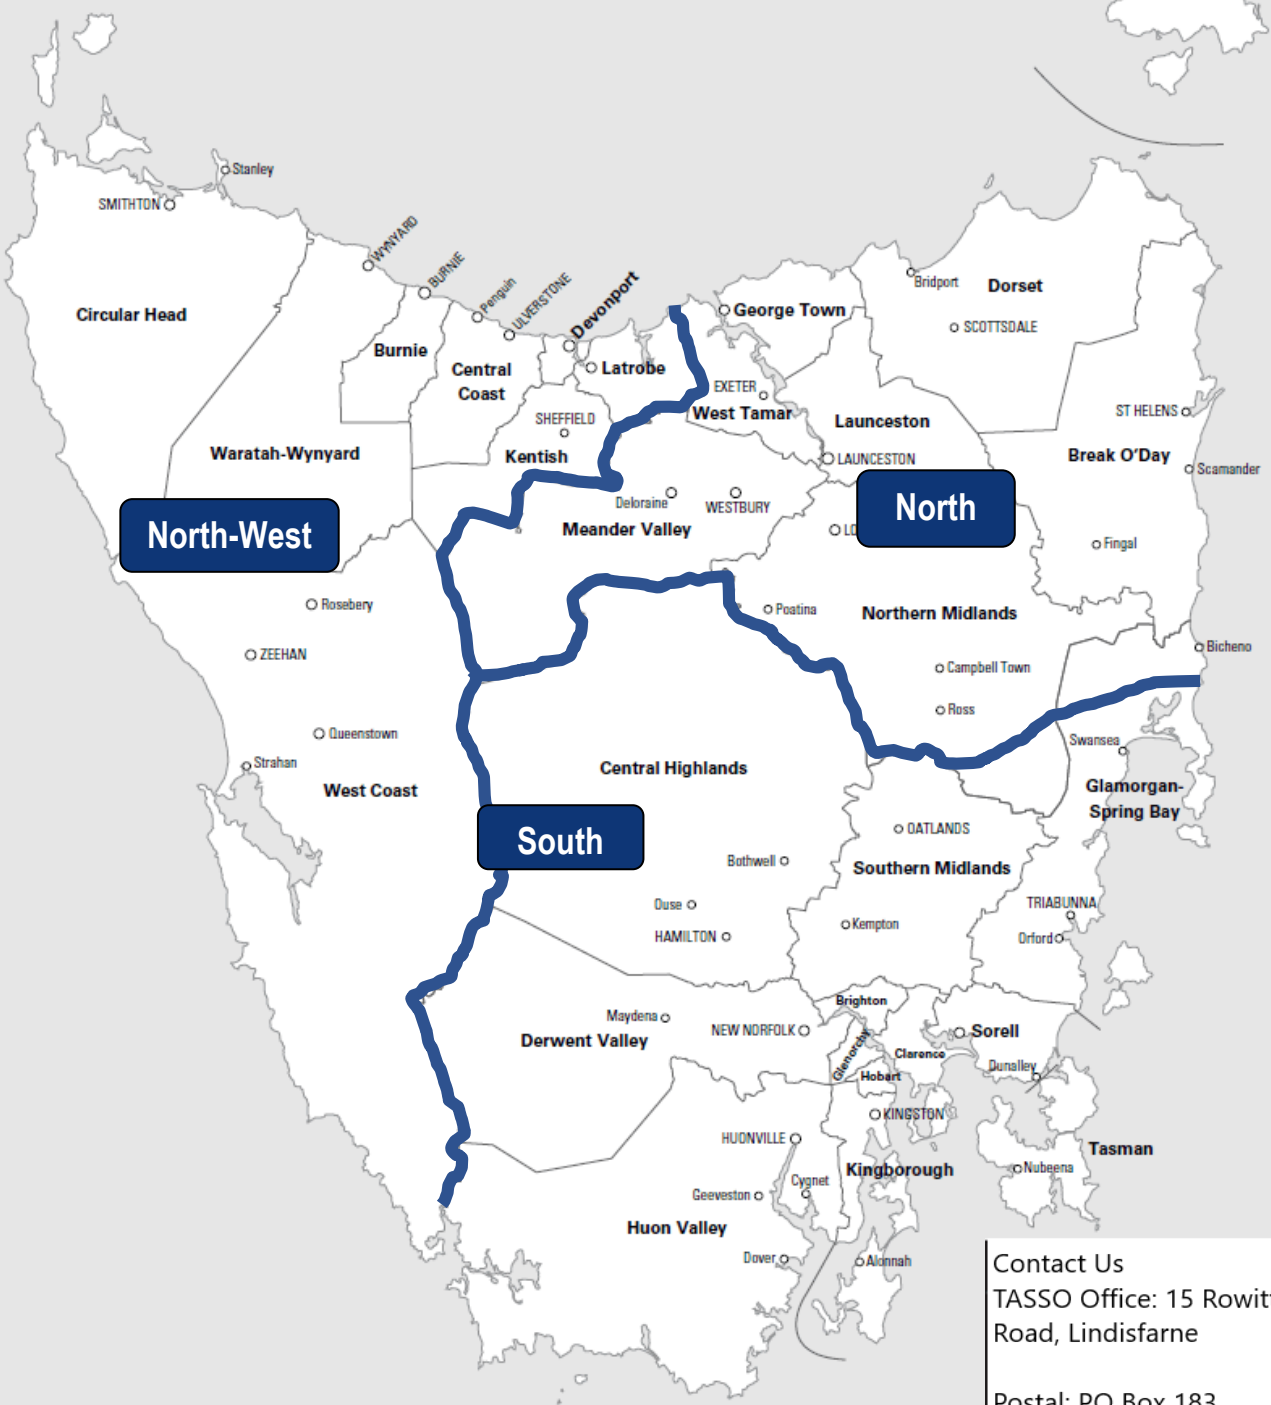 Stanley
SMITHTON
WYNYARD
BURNIE
Penguin
ULVERSTONE
Devonport
Circular Head
Burnie
Central
Coast
Latrobe
George Town
Bridport
Dorset
SCOTTSDALE
EXETER
West Tamar
SHEFFIELD
Kentish
Launceston
LAUNCESTON
ST HELENS
Break O'Day
Scamander
Waratah-Wynyard
North-West
North
Deloraine
WESTBURY
Meander Valley
Fingal
Rosebery
ZEEHAN
Poatina
Northern Midlands
Bicheno
Campbell Town
Ross
Queenstown
Strahan
West Coast
Swansea
Central Highlands
Glamorgan-
Spring Bay
South
OATLANDS
Bothwell
Southern Midlands
Ouse
HAMILTON
Kempton
TRIABUNNA
Orford
Brighton
Maydena
NEW NORFOLK
Derwent Valley
Glenorchy
Clarence
Hobart
Sorell
Dunalley
KINGSTON
HUONVILLE
Tasman
Kingborough
Nubeena
Cygnet
Geeveston
Huon Valley
Dover
Alonnah
Contact Us
TASSO Office: 15
Road, Lindisfarne
Postal: PO Box 183